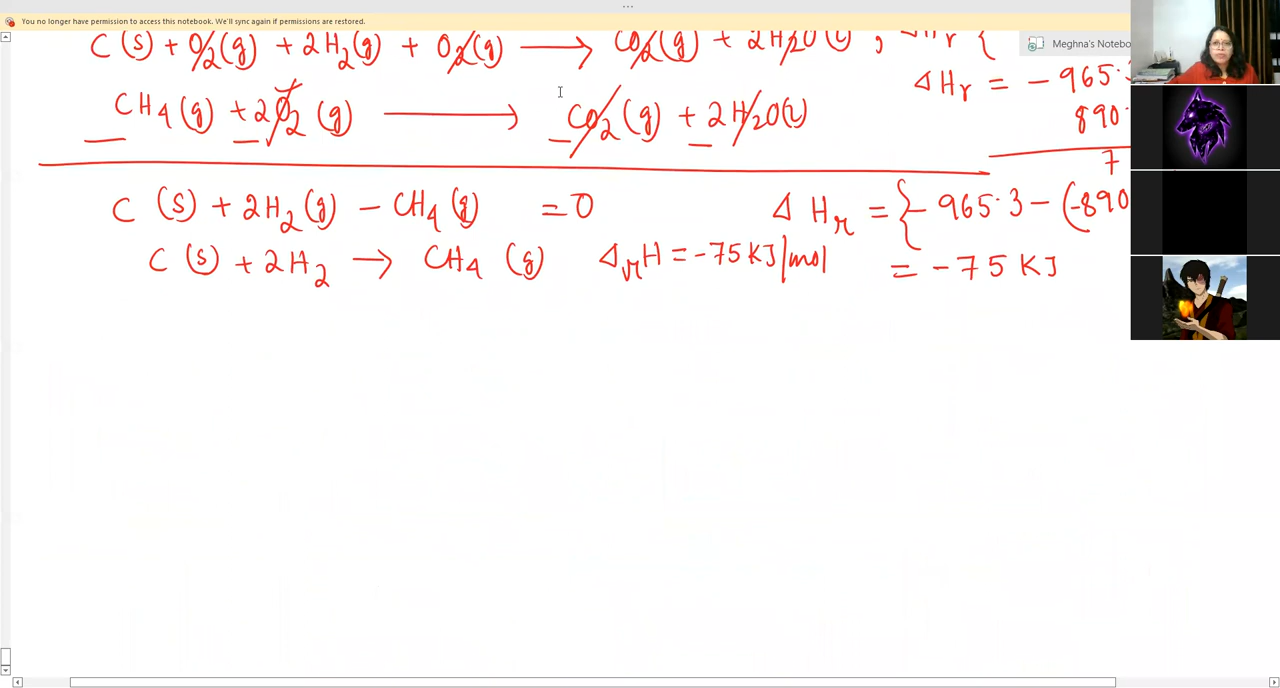 You no longer have permission to access this notebook. We'll sync again if permissions are restored.
Meghna's Notebo
C (s) + O2 (g) + 2H2 (g) + O2 (g) ⟶ CO2 (g) + 2H2O (l) , ΔHr {
ΔHr = - 965.
CH4 (g) + 2O2 (g) ⟶ CO2 (g) + 2H2O(l)
890.
7
C (s) + 2H2 (g) - CH4 (g) = 0 Δ Hr = { - 965.3 - (-890
C (s) + 2H2 → CH4 (g) ΔrH = -75 KJ/mol = - 75 KJ